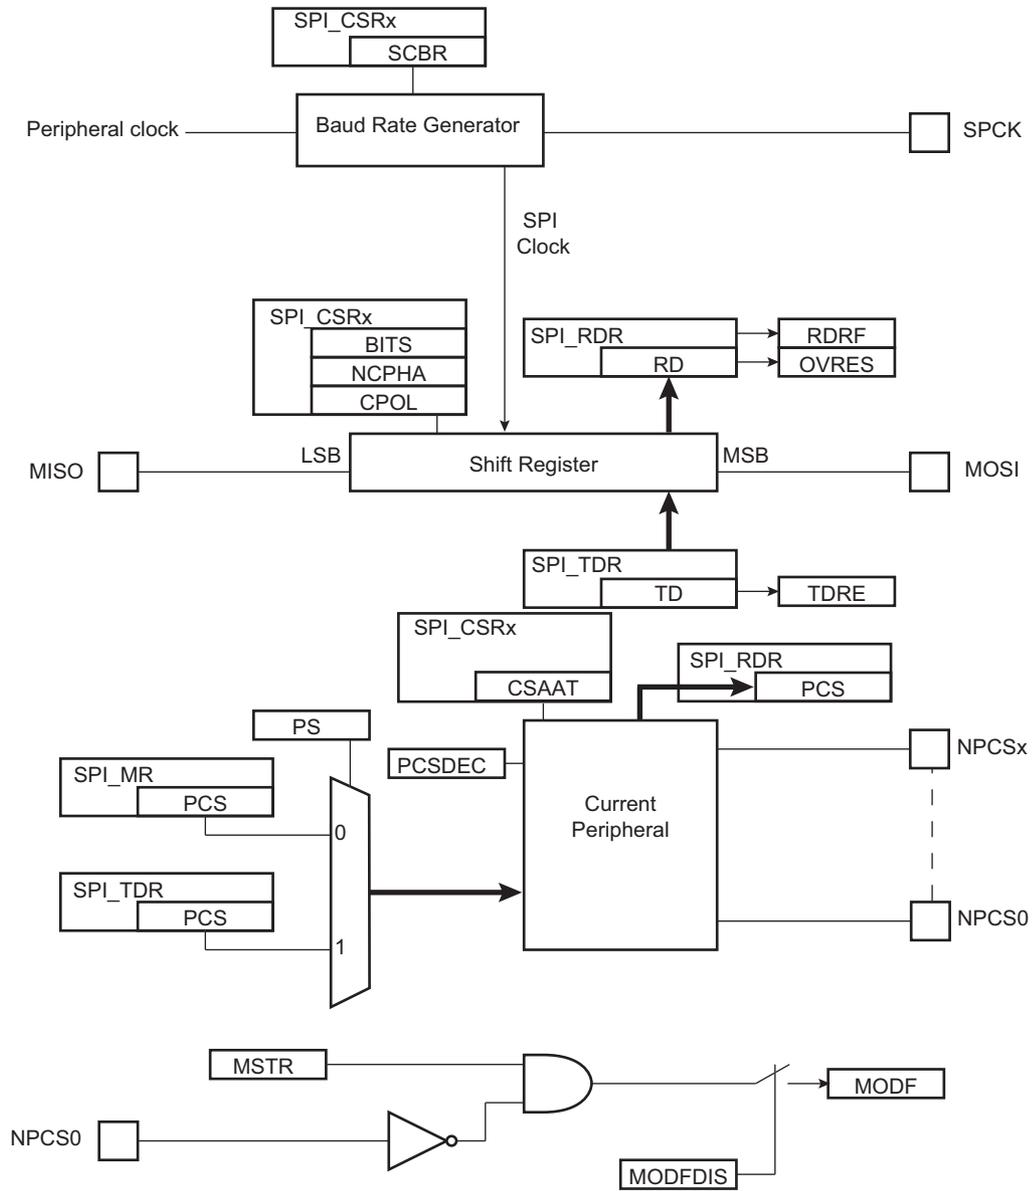 SPI_CSRx
SCBR
Peripheral clock
Baud Rate Generator
SPCK
SPI
Clock
SPI_CSRx
BITS
NCPHA
CPOL
SPI_RDR
RD
RDRF
OVRES
MISO
LSB
Shift Register
MSB
MOSI
SPI_TDR
TD
TDRE
SPI_CSRx
CSAAT
SPI_RDR
PCS
PS
PCSDEC
NPCSx
SPI_MR
PCS
0
Current
Peripheral
SPI_TDR
PCS
1
NPCS0
MSTR
MODF
NPCS0
MODFDIS